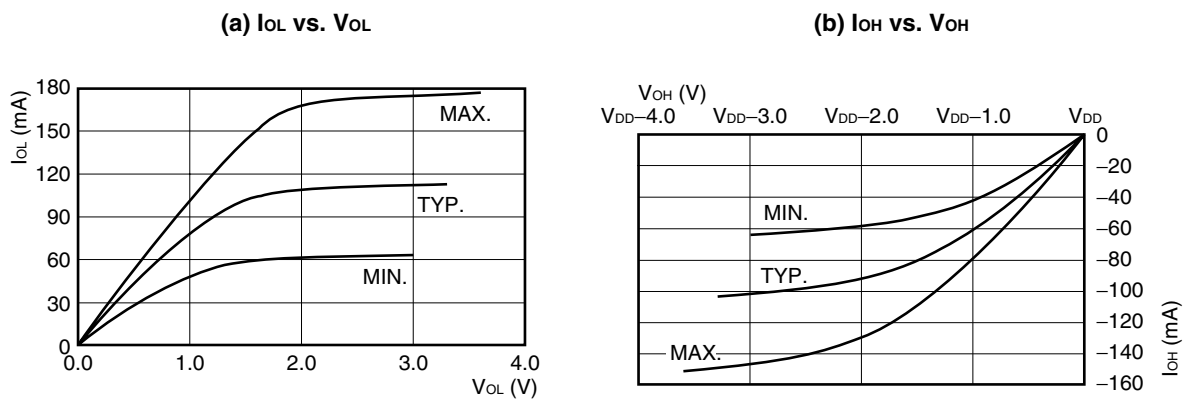 (a) IOL vs. VOL
IOL (mA)
180
150
120
90
60
30
0
MAX.
TYP.
MIN.
0.0 1.0 2.0 3.0 4.0
VOL (V)
(b) IOH vs. VOH
VOH (V)
VDD−4.0 VDD−3.0 VDD−2.0 VDD−1.0 VDD
0
−20
−40
−60
−80
−100
−120
−140
−160
MIN.
TYP.
MAX.
IOH (mA)